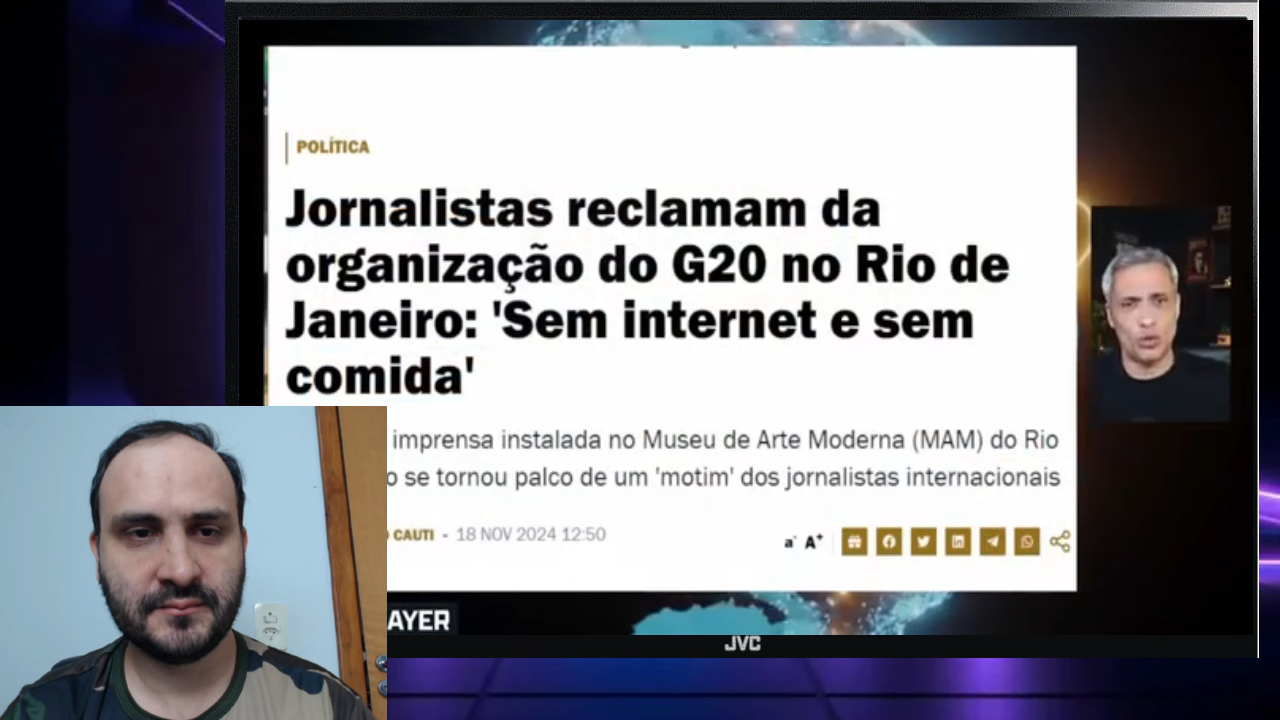 POLÍTICA
Jornalistas reclamam da
organização do G20 no Rio de
Janeiro: 'Sem internet e sem
comida'
imprensa instalada no Museu de Arte Moderna (MAM) do Rio
o se tornou palco de um 'motim' dos jornalistas internacionais
CAUTI - 18 NOV 2024 12:50
a- A+
AYER
JVC